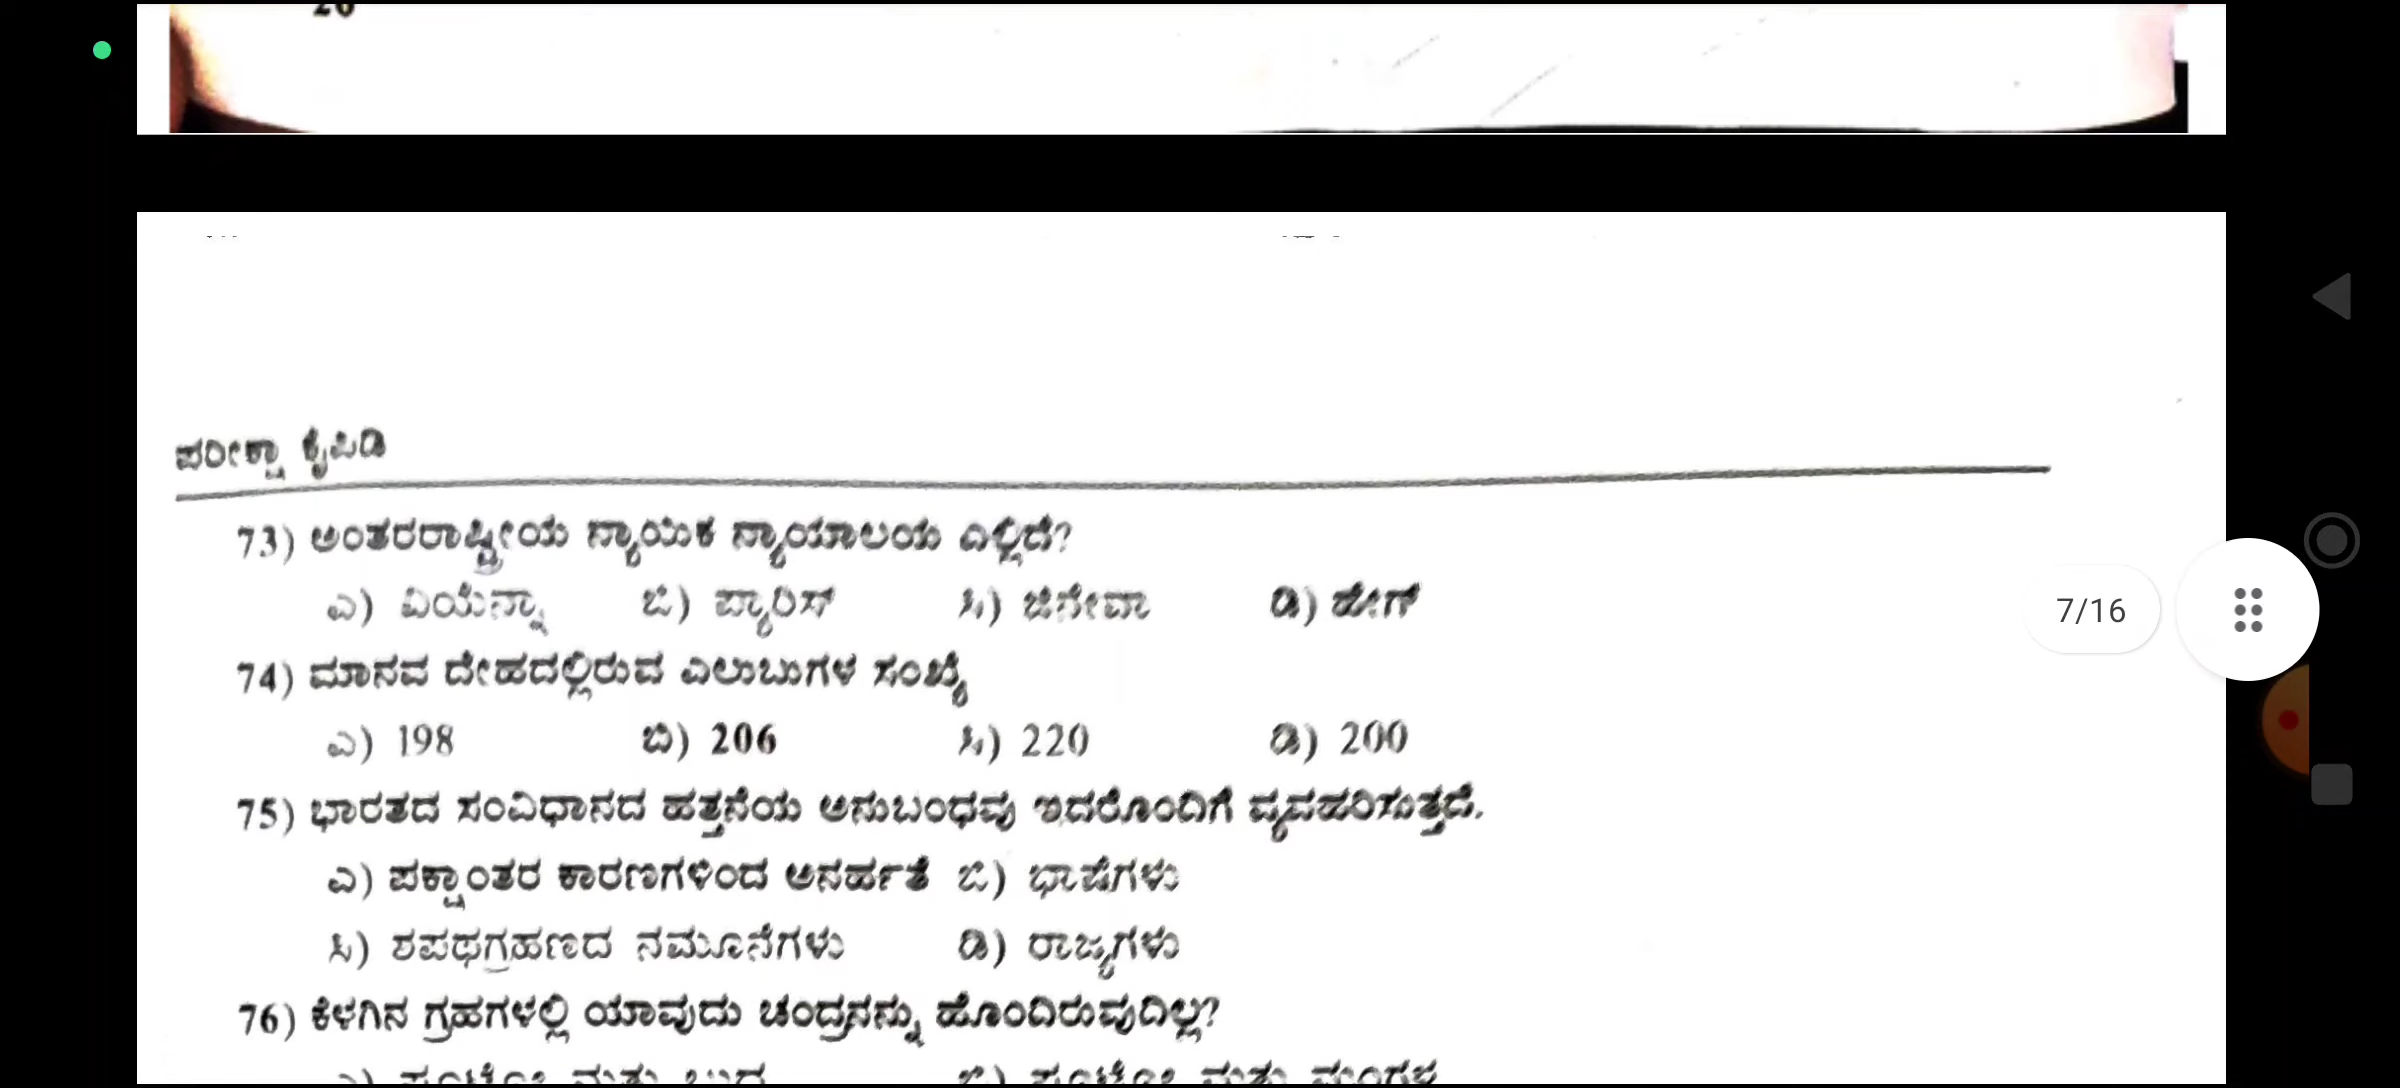 ಪರೀಕ್ಷಾ ಕೈಪಿಡಿ
73) ಅಂತರರಾಷ್ಟ್ರೀಯ ನ್ಯಾಯಿಕ ನ್ಯಾಯಾಲಯ ಎಲ್ಲಿದೆ?
ಎ) ವಿಯೆನ್ನಾ ಬಿ) ಪ್ಯಾರಿಸ್ ಸಿ) ಜಿನೇವಾ ಡಿ) ಹೇಗ್
74) ಮಾನವ ದೇಹದಲ್ಲಿರುವ ಎಲುಬುಗಳ ಸಂಖ್ಯೆ
ಎ) 198 ಬಿ) 206 ಸಿ) 220 ಡಿ) 200
7/16
75) ಭಾರತದ ಸಂವಿಧಾನದ ಹತ್ತನೆಯ ಅನುಬಂಧವು ಇದರೊಂದಿಗೆ ವ್ಯವಹರಿಸುತ್ತದೆ.
ಎ) ಪಕ್ಷಾಂತರ ಕಾರಣಗಳಿಂದ ಅನರ್ಹತೆ ಬಿ) ಭಾಷೆಗಳು
ಸಿ) ಶಪಥಗ್ರಹಣದ ನಮೂನೆಗಳು ಡಿ) ರಾಜ್ಯಗಳು
76) ಕೆಳಗಿನ ಗ್ರಹಗಳಲ್ಲಿ ಯಾವುದು ಚಂದ್ರನನ್ನು ಹೊಂದಿರುವುದಿಲ್ಲ?